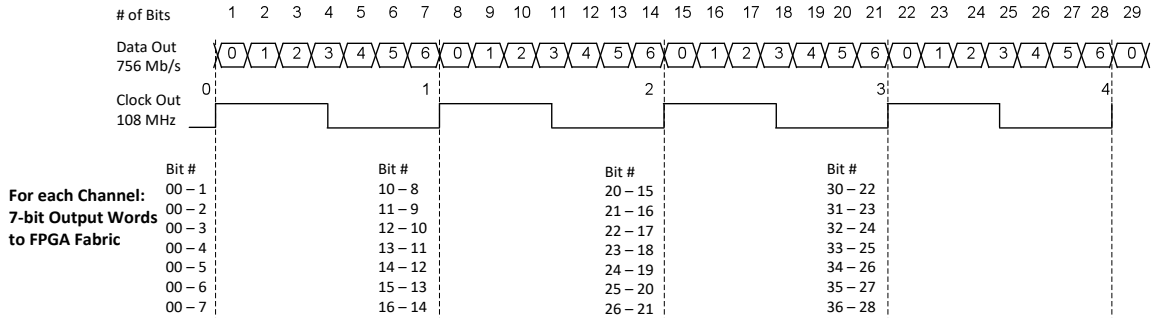 # of Bits 1 2 3 4 5 6 7 8 9 10 11 12 13 14 15 16 17 18 19 20 21 22 23 24 25 26 27 28 29
Data Out 0 1 2 3 4 5 6 0 1 2 3 4 5 6 0 1 2 3 4 5 6 0 1 2 3 4 5 6 0
756 Mb/s
0 1 2 3 4
Clock Out
108 MHz
For each Channel:
7-bit Output Words
to FPGA Fabric
Bit # Bit # Bit # Bit #
00 – 1 10 – 8 20 – 15 30 – 22
00 – 2 11 – 9 21 – 16 31 – 23
00 – 3 12 – 10 22 – 17 32 – 24
00 – 4 13 – 11 23 – 18 33 – 25
00 – 5 14 – 12 24 – 19 34 – 26
00 – 6 15 – 13 25 – 20 35 – 27
00 – 7 16 – 14 26 – 21 36 – 28